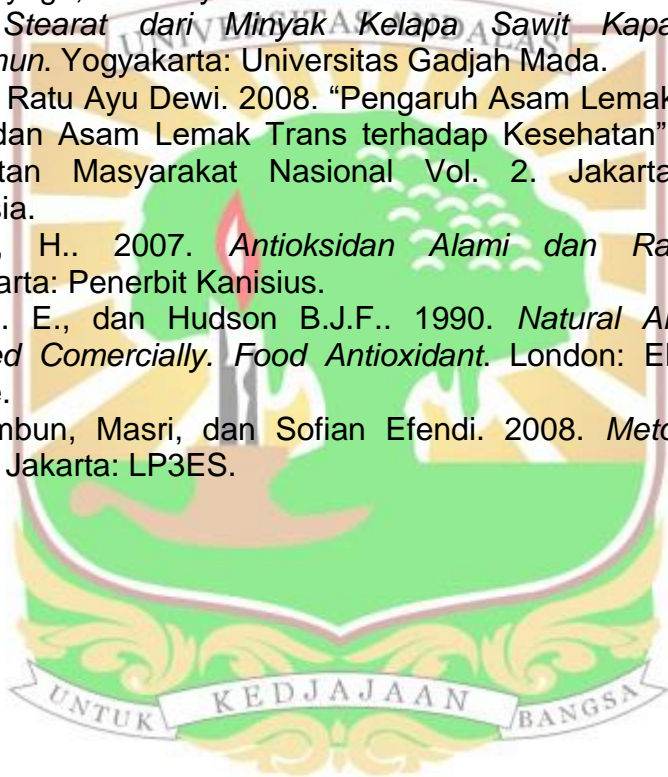 Stearat dari Minyak Kelapa Sawit Kapa
UNIVERSITAS ANDALAS
mun. Yogyakarta: Universitas Gadjah Mada.
Ratu Ayu Dewi. 2008. “Pengaruh Asam Lemak
dan Asam Lemak Trans terhadap Kesehatan”
tan Masyarakat Nasional Vol. 2. Jakarta
sia.
, H.. 2007. Antioksidan Alami dan Ra
arta: Penerbit Kanisius.
. E., dan Hudson B.J.F.. 1990. Natural A
ed Comercially. Food Antioxidant. London: E
e.
mbun, Masri, dan Sofian Efendi. 2008. Meto
Jakarta: LP3ES.
UNTUK KEDJAJAAN BANGSA